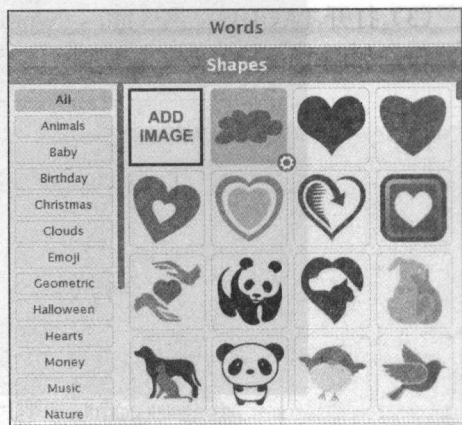 Words
Shapes
All
Animals
Baby
Birthday
Christmas
Clouds
Emoji
Geometric
Halloween
Hearts
Money
Music
Nature
ADD
IMAGE